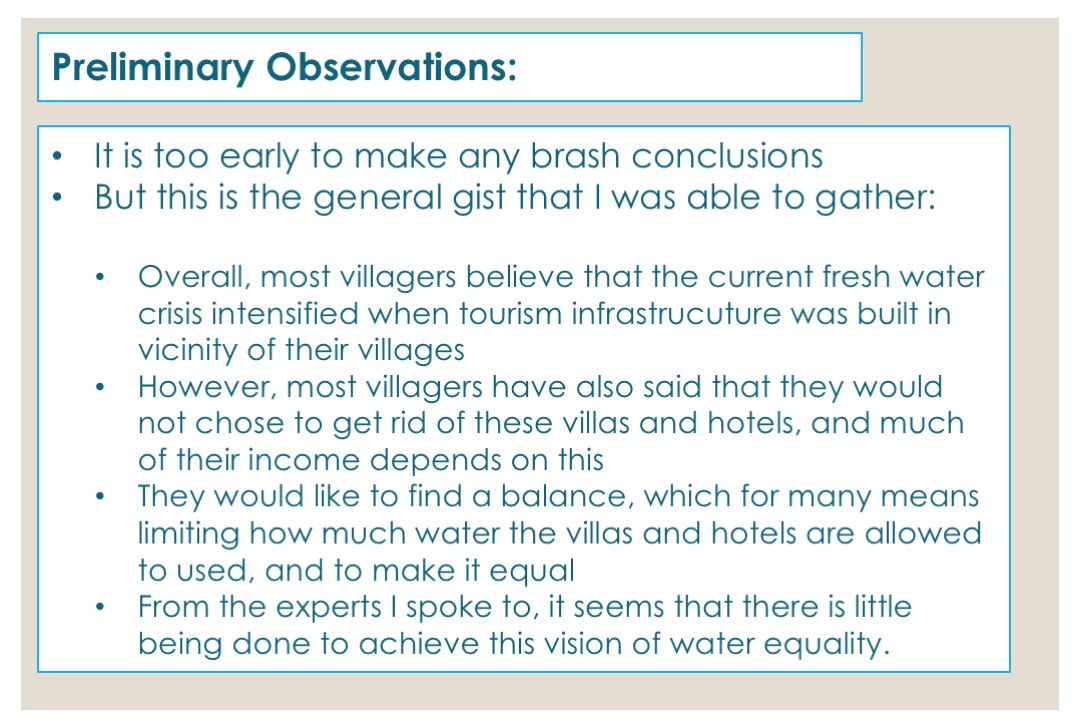 Preliminary Observations:
• It is too early to make any brash conclusions
• But this is the general gist that I was able to gather:
• Overall, most villagers believe that the current fresh water
crisis intensified when tourism infrastrucuture was built in
vicinity of their villages
• However, most villagers have also said that they would
not chose to get rid of these villas and hotels, and much
of their income depends on this
• They would like to find a balance, which for many means
limiting how much water the villas and hotels are allowed
to used, and to make it equal
• From the experts I spoke to, it seems that there is little
being done to achieve this vision of water equality.